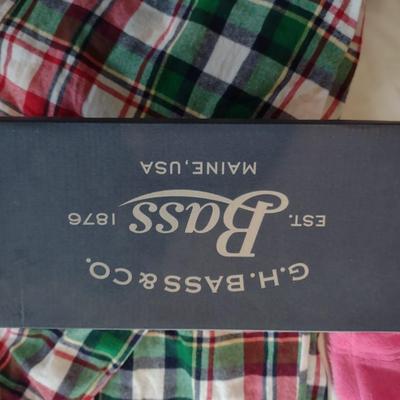 G.H. BASS & CO.
EST. Bass 1876
MAINE, USA